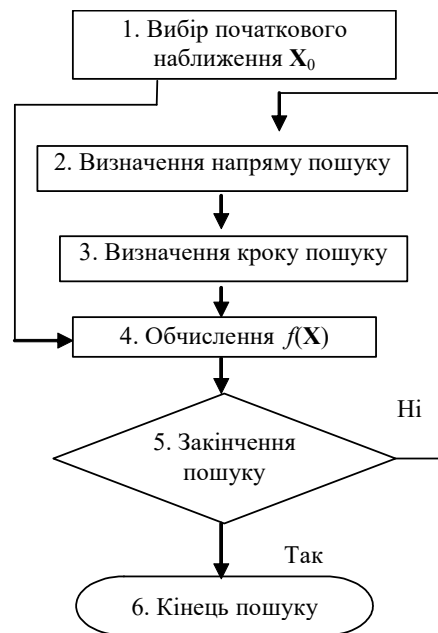 1. Вибір початкового
наближення X₀
2. Визначення напряму пошуку
3. Визначення кроку пошуку
4. Обчислення f(X)
Ні
5. Закінчення
пошуку
Так
6. Кінець пошуку